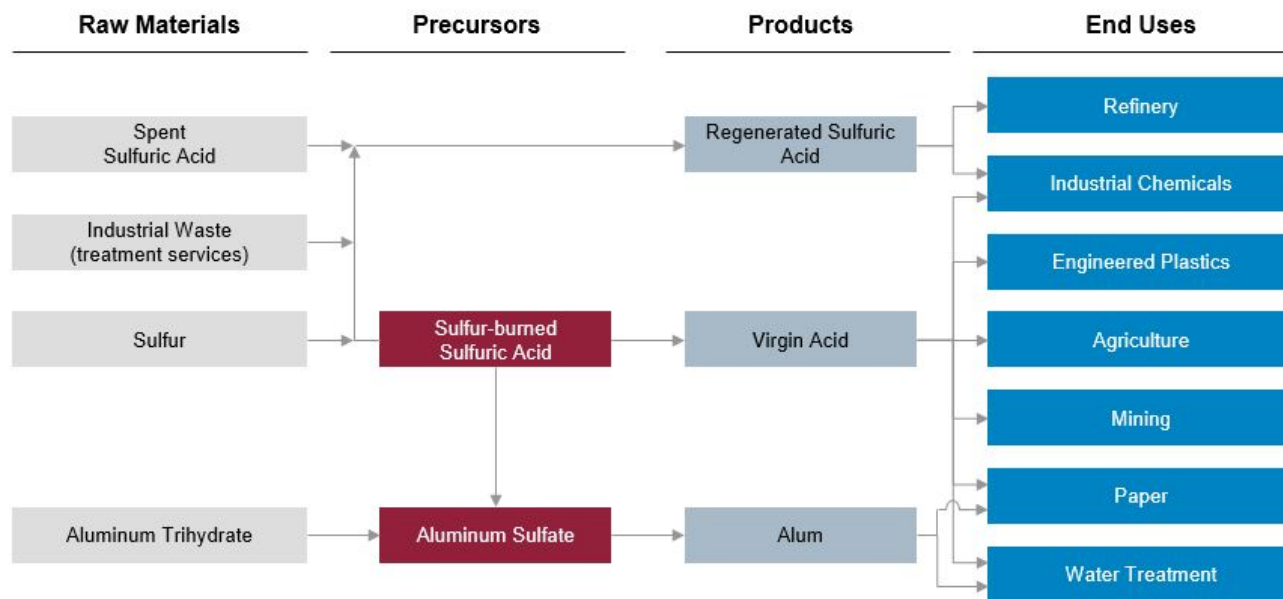 Raw Materials
Precursors
Products
End Uses
Spent
Sulfuric Acid
Industrial Waste
(treatment services)
Sulfur
Aluminum Trihydrate
Sulfur-burned
Sulfuric Acid
Aluminum Sulfate
Regenerated Sulfuric
Acid
Virgin Acid
Alum
Refinery
Industrial Chemicals
Engineered Plastics
Agriculture
Mining
Paper
Water Treatment